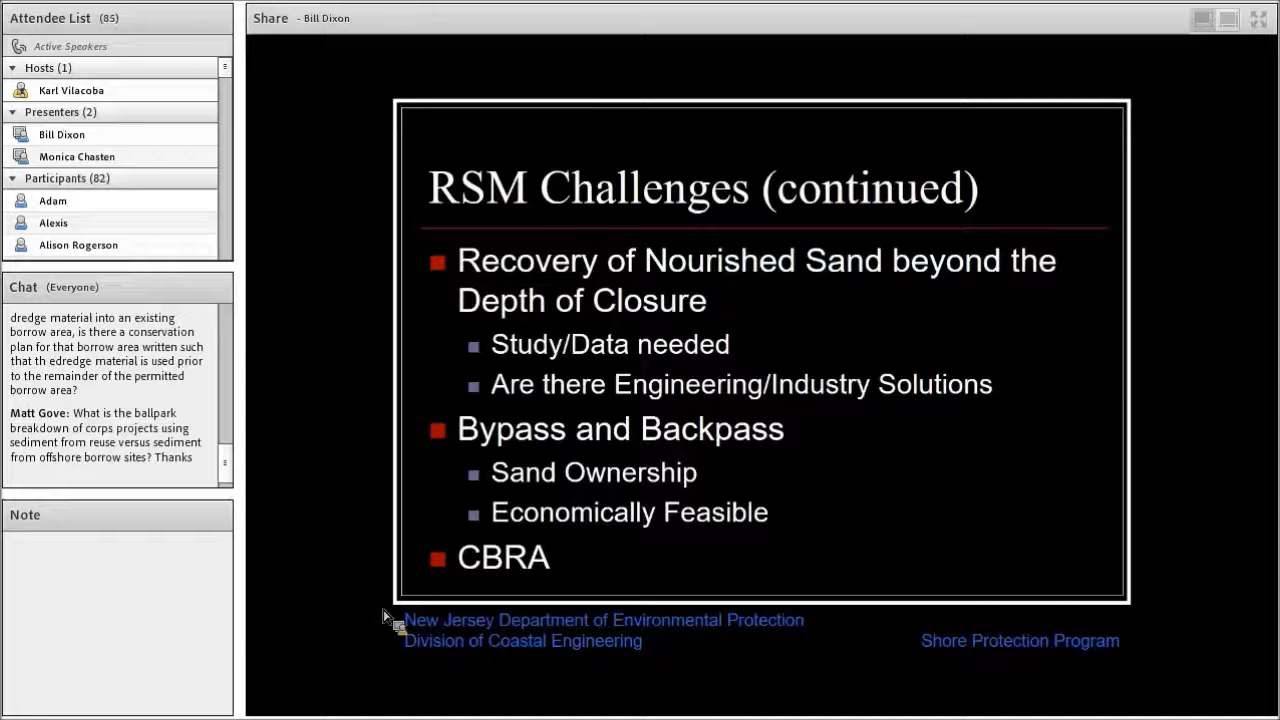 Attendee List (85)
Active Speakers
Hosts (1)
Karl Vilacoba
Presenters (2)
Bill Dixon
Monica Chasten
Participants (82)
Adam
Alexis
Alison Rogerson
Chat (Everyone)
dredge material into an existing
borrow area, is there a conservation
plan for that borrow area written such
that th edredge material is used prior
to the remainder of the permitted
borrow area?
Matt Gove: What is the ballpark
breakdown of corps projects using
sediment from reuse versus sediment
from offshore borrow sites? Thanks
Note
Share - Bill Dixon
RSM Challenges (continued)
Recovery of Nourished Sand beyond the
Depth of Closure
Study/Data needed
Are there Engineering/Industry Solutions
Bypass and Backpass
Sand Ownership
Economically Feasible
CBRA
New Jersey Department of Environmental Protection
Division of Coastal Engineering
Shore Protection Program